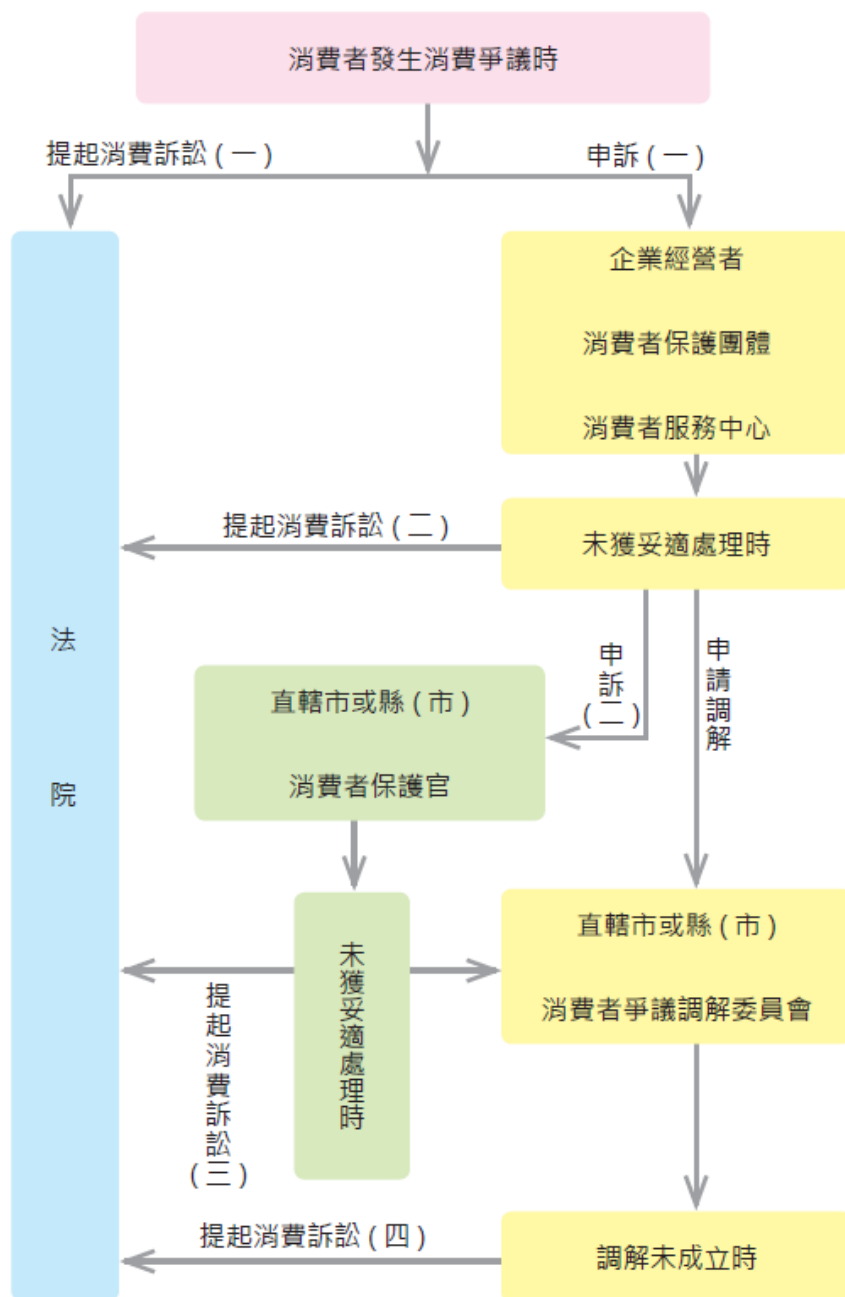 消費者發生消費爭議時
提起消費訴訟(一)
申訴(一)
企業經營者
消費者保護團體
消費者服務中心
提起消費訴訟(二)
未獲妥適處理時
法院
申訴(二)
申請調解
直轄市或縣(市)
消費者保護官
未獲妥適處理時
直轄市或縣(市)
消費者爭議調解委員會
提起消費訴訟(三)
提起消費訴訟(四)
調解未成立時